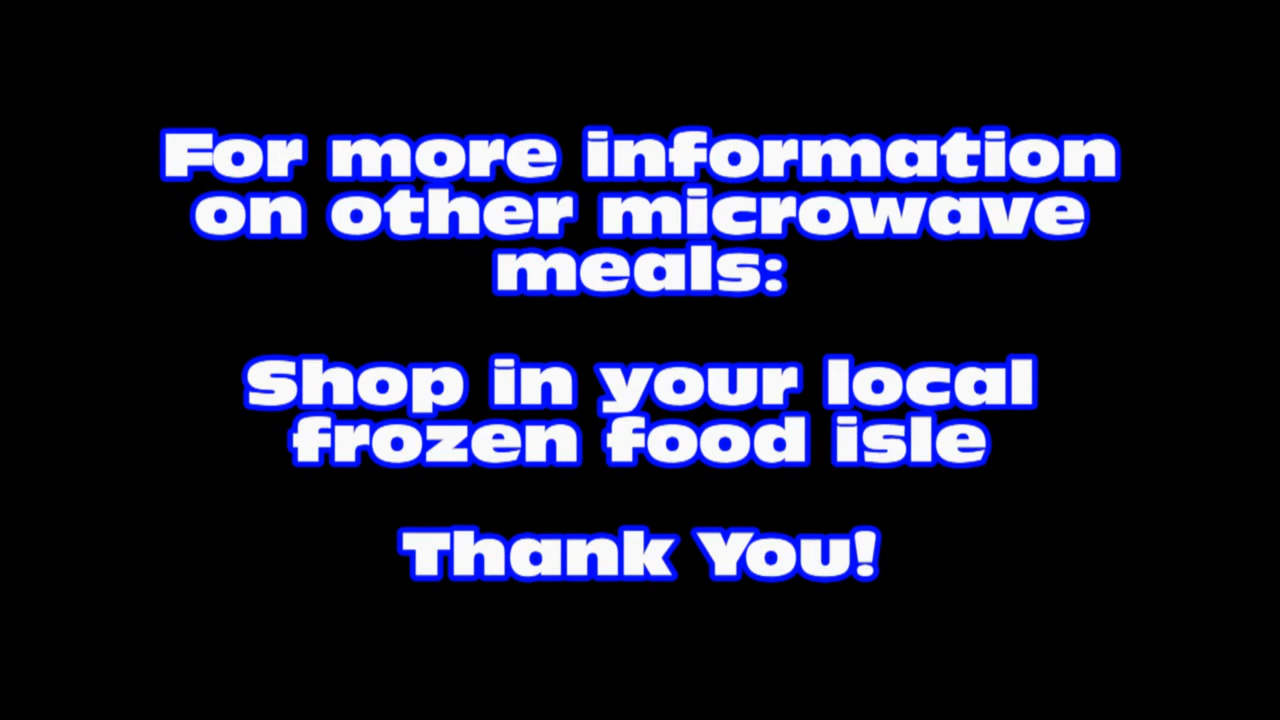 For more information
on other microwave
meals:
Shop in your local
frozen food isle
Thank You!